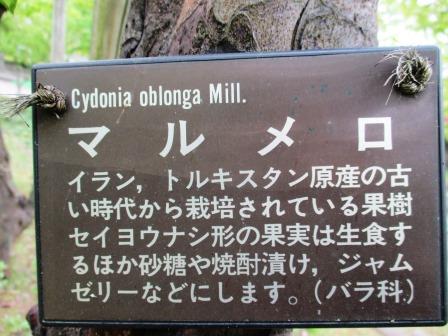 Cydonia oblonga Mill.
マルメロ
イラン，トルキスタン原産の古
い時代から栽培されている果樹
セイヨウナシ形の果実は生食す
るほか砂糖や焼酎漬け，ジャム
ゼリーなどにします。（バラ科）